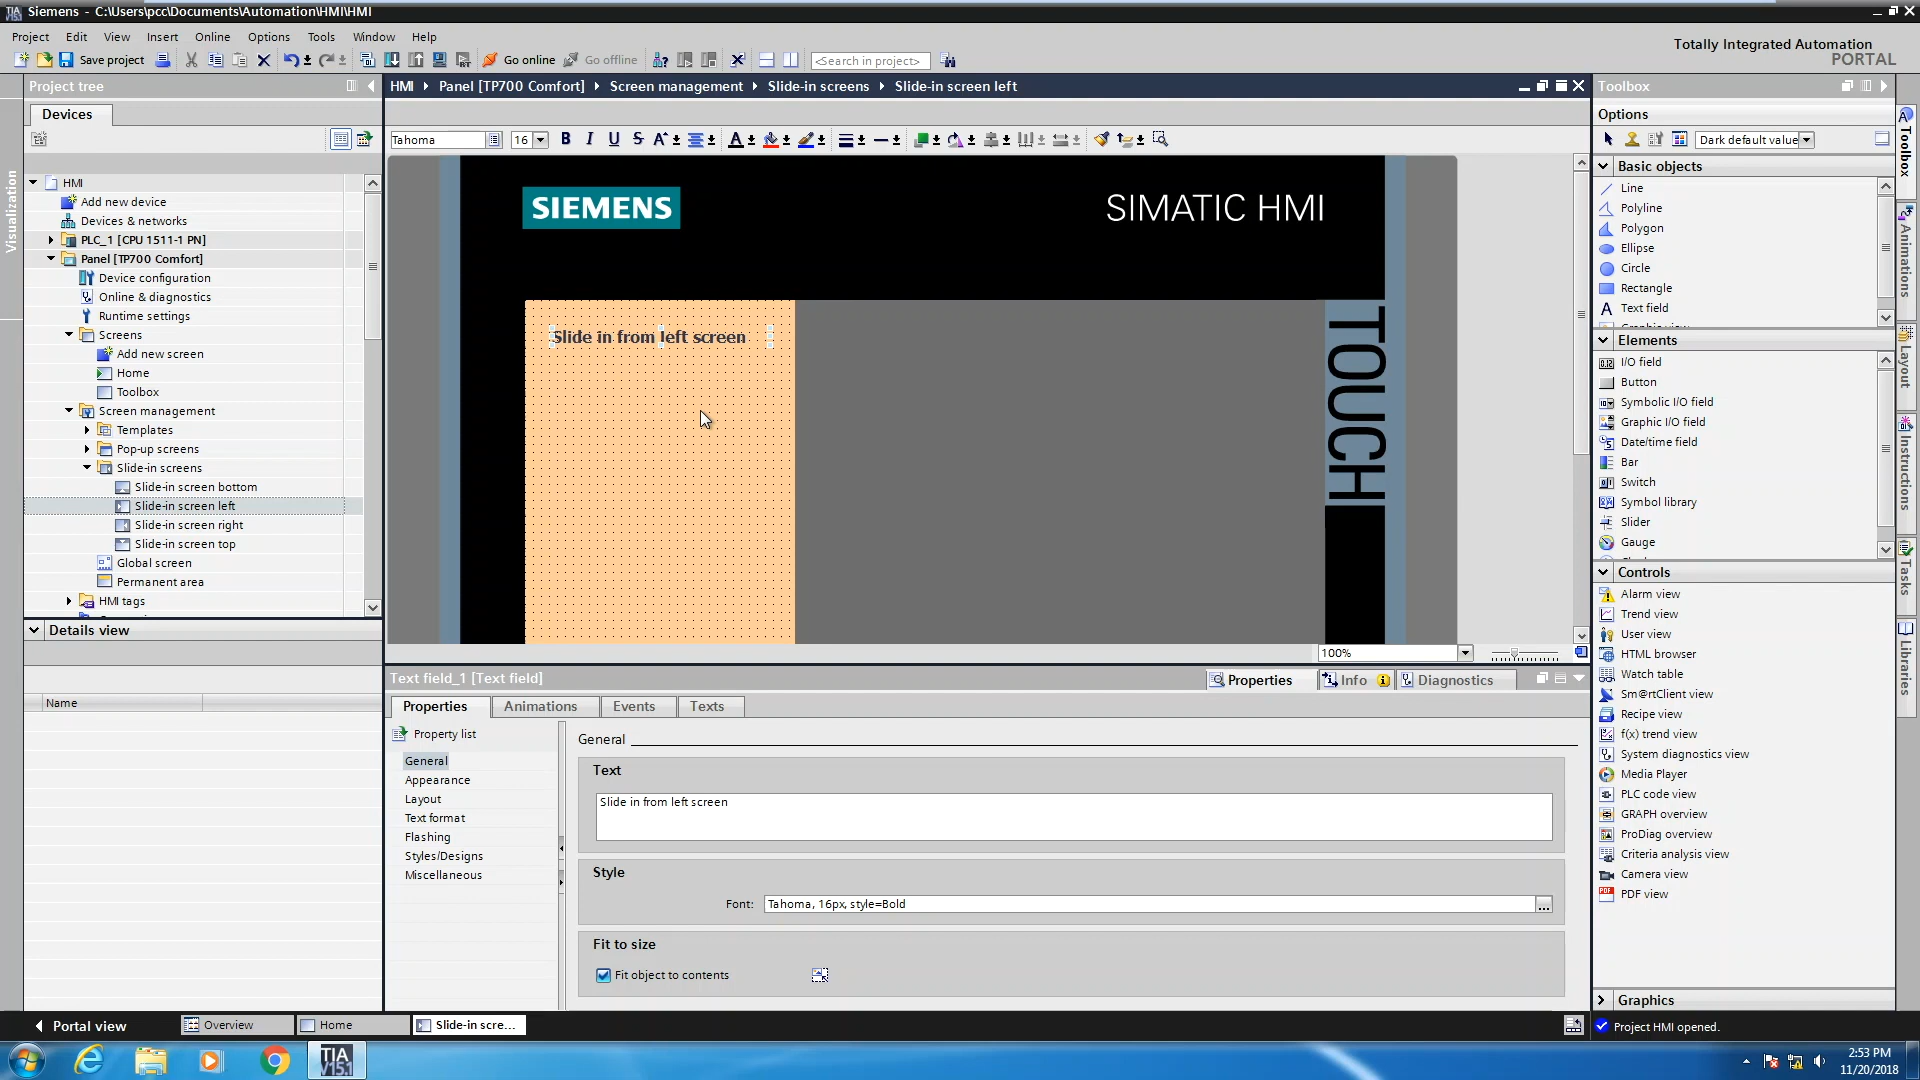 Siemens - C:\Users\pcc\Documents\Automation\HMI\HMI
Project Edit View Insert Online Options Tools Window Help
Totally Integrated Automation
PORTAL
Save project
Go online
Go offline
<Search in project>
Project tree
HMI Panel [TP700 Comfort] Screen management Slide-in screens Slide-in screen left
Toolbox
Devices
Options
Tahoma 16 B I U S A
Dark default value
Visualization
HMI
Add new device
Devices & networks
PLC_1 [CPU 1511-1 PN]
Panel [TP700 Comfort]
Device configuration
Online & diagnostics
Runtime settings
Screens
Add new screen
Home
Toolbox
Screen management
Templates
Pop-up screens
Slide-in screens
Slide-in screen bottom
Slide-in screen left
Slide-in screen right
Slide-in screen top
Global screen
Permanent area
HMI tags
Details view
Name
SIEMENS
SIMATIC HMI
Slide in from left screen
TOUCH
100%
Basic objects
Line
Polyline
Polygon
Ellipse
Circle
Rectangle
Text field
Elements
I/O field
Button
Symbolic I/O field
Graphic I/O field
Date/time field
Bar
Switch
Symbol library
Slider
Gauge
Controls
Alarm view
Trend view
User view
HTML browser
Watch table
Sm@rtClient view
Recipe view
f(x) trend view
System diagnostics view
Media Player
PLC code view
GRAPH overview
ProDiag overview
Criteria analysis view
Camera view
PDF view
Graphics
Toolbox
Animations
Layout
Instructions
Tasks
Libraries
Text field_1 [Text field]
Properties Info Diagnostics
Properties Animations Events Texts
Property list
General
Appearance
Layout
Text format
Flashing
Styles/Designs
Miscellaneous
General
Text
Slide in from left screen
Style
Font: Tahoma, 16px, style=Bold ...
Fit to size
Fit object to contents
Portal view Overview Home Slide-in scre...
Project HMI opened.
TIA V15.1
2:53 PM
11/20/2018